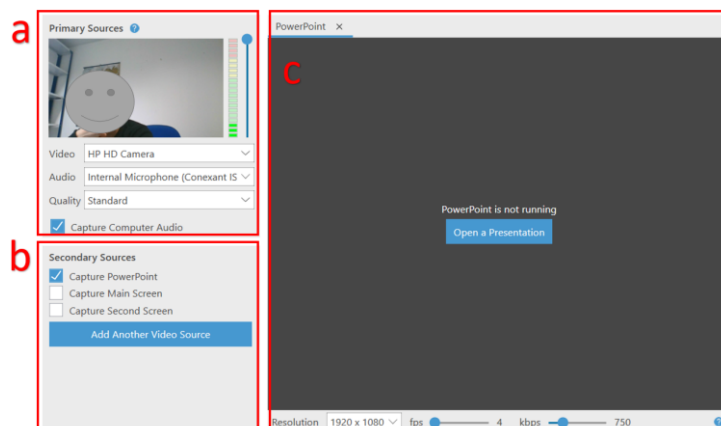 a
Primary Sources ?
Video HP HD Camera
Audio Internal Microphone (Conexant IS
Quality Standard
Capture Computer Audio
b
Secondary Sources
Capture PowerPoint
Capture Main Screen
Capture Second Screen
Add Another Video Source
PowerPoint ×
c
PowerPoint is not running
Open a Presentation
Resolution 1920 x 1080 fps 4 kbps 750 ?